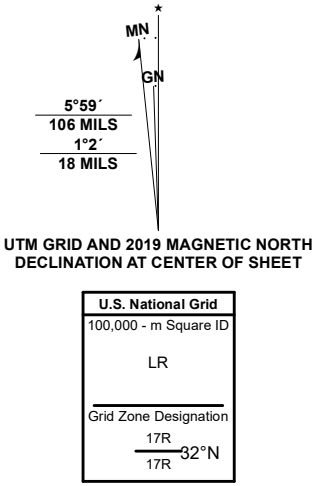 MN
GN
5°59´
106 MILS
1°2´
18 MILS
UTM GRID AND 2019 MAGNETIC NORTH
DECLINATION AT CENTER OF SHEET
U.S. National Grid
100,000 - m Square ID
LR
Grid Zone Designation
17R
32°N
17R